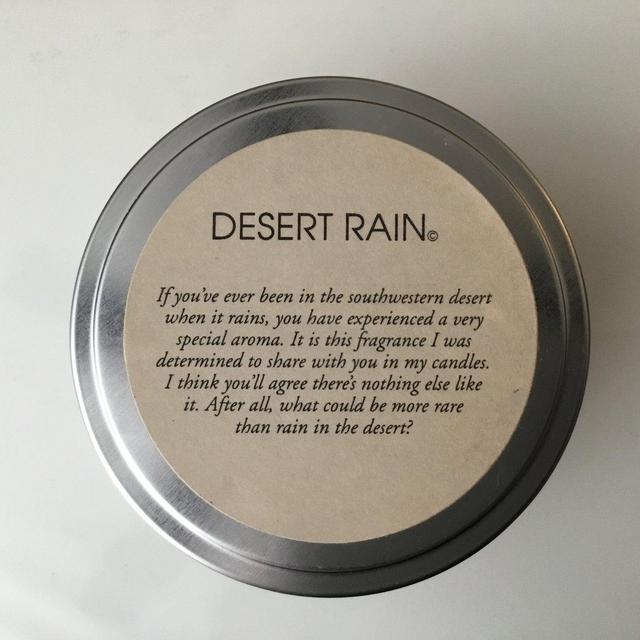 DESERT RAIN©
If you've ever been in the southwestern desert
when it rains, you have experienced a very
special aroma. It is this fragrance I was
determined to share with you in my candles.
I think you'll agree there's nothing else like
it. After all, what could be more rare
than rain in the desert?